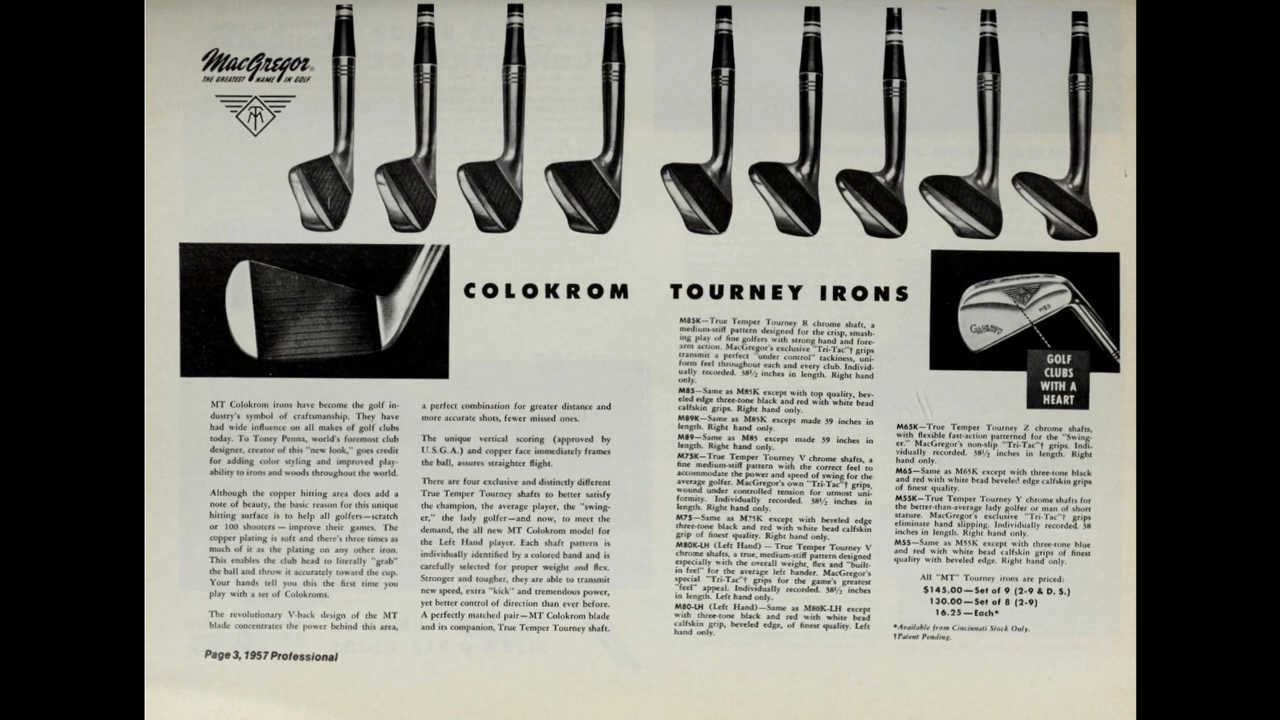 MacGregor
THE GREATEST NAME IN GOLF
MT
COLOKROM TOURNEY IRONS
MT Colokrom irons have become the golf in-
dustry's symbol of craftsmanship. They have
had wide influence on all makes of golf clubs
today. To Toney Penna, world's foremost club
designer, creator of this "new look," goes credit
for adding color styling and improved play-
ability to irons and woods throughout the world.
Although the copper hitting area does add a
note of beauty, the basic reason for this unique
hitting surface is to help all golfers—scratch
or 100 shooters — improve their games. The
copper plating is soft and there's three times as
much of it as the plating on any other iron.
This enables the club head to literally "grab"
the ball and throw it accurately toward the cup.
Your hands tell you this the first time you
play with a set of Colokroms.
The revolutionary V-back design of the MT
blade concentrates the power behind this area,
a perfect combination for greater distance and
more accurate shots, fewer missed ones.
The unique vertical scoring (approved by
U.S.G.A.) and copper face immediately frames
the ball, assures straighter flight.
There are four exclusive and distinctly different
True Temper Tourney shafts to better satisfy
the champion, the average player, the "swing-
er," the lady golfer—and now, to meet the
demand, the all new MT Colokrom model for
the Left Hand player. Each shaft pattern is
individually identified by a colored band and is
carefully selected for proper weight and flex.
Stronger and tougher, they are able to transmit
new speed, extra "kick" and tremendous power,
yet better control of direction than ever before.
A perfectly matched pair—MT Colokrom blade
and its companion, True Temper Tourney shaft.
M85K—True Temper Tourney R chrome shaft, a
medium-stiff pattern designed for the crisp, smash-
ing play of fine golfers with strong hand and fore-
arm action. MacGregor's exclusive "Tri-Tac"† grips
transmit a perfect "under control" tackiness, uni-
form feel throughout each and every club. Individ-
ually recorded. 38½ inches in length. Right hand
only.
M85—Same as M85K except with top quality, bev-
eled edge three-tone black and red with white bead
calfskin grips. Right hand only.
M89K—Same as M85K except made 39 inches in
length. Right hand only.
M89—Same as M85 except made 39 inches in
length. Right hand only.
M75K—True Temper Tourney V chrome shafts, a
fine medium-stiff pattern with the correct feel to
accommodate the power and speed of swing for the
average golfer. MacGregor's own "Tri-Tac"† grips,
wound under controlled tension for utmost uni-
formity. Individually recorded. 38½ inches in
length. Right hand only.
M75—Same as M75K except with beveled edge
three-tone black and red with white bead calfskin
grip of finest quality. Right hand only.
M80K-LH (Left Hand) — True Temper Tourney V
chrome shafts, a true, medium-stiff pattern designed
especially with the overall weight, flex and "built-
in feel" for the average left hander. MacGregor's
special "Tri-Tac"† grips for the game's greatest
"feel" appeal. Individually recorded. 38½ inches
in length. Left hand only.
M80-LH (Left Hand)—Same as M80K-LH except
with three-tone black and red with white bead
calfskin grip, beveled edge, of finest quality. Left
hand only.
M85
GOLF
CLUBS
WITH A
HEART
M65K—True Temper Tourney Z chrome shafts,
with flexible fast-action patterned for the "Swing-
er." MacGregor's non-slip "Tri-Tac"† grips. Indi-
vidually recorded. 38½ inches in length. Right
hand only.
M65—Same as M65K except with three-tone black
and red with white bead beveled edge calfskin grips
of finest quality.
M55K—True Temper Tourney Y chrome shafts for
the better-than-average lady golfer or man of short
stature. MacGregor's exclusive "Tri-Tac"† grips
eliminate hand slipping. Individually recorded. 38
inches in length. Right hand only.
M55—Same as M55K except with three-tone blue
and red with white bead calfskin grips of finest
quality with beveled edge. Right hand only.
All "MT" Tourney irons are priced:
$145.00—Set of 9 (2-9 & D. S.)
130.00—Set of 8 (2-9)
16.25—Each*
*Available from Cincinnati Stock Only.
†Patent Pending.
Page 3, 1957 Professional